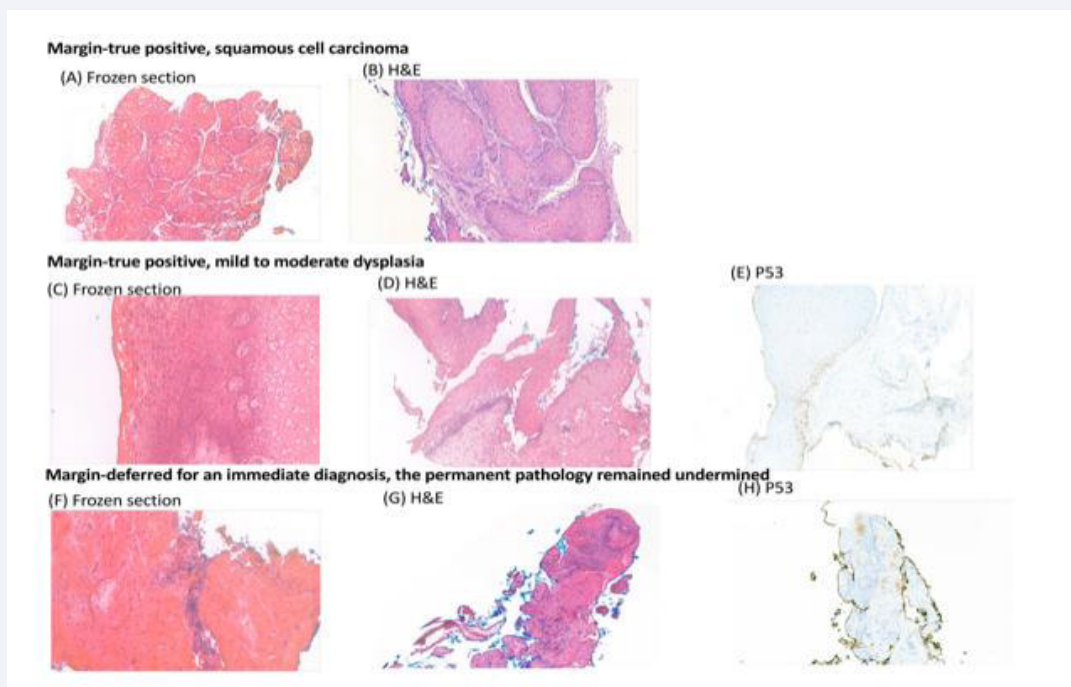 Margin-true positive, squamous cell carcinoma
(A) Frozen section
(B) H&E
Margin-true positive, mild to moderate dysplasia
(C) Frozen section
(D) H&E
(E) P53
Margin-deferred for an immediate diagnosis, the permanent pathology remained undermined
(F) Frozen section
(G) H&E
(H) P53